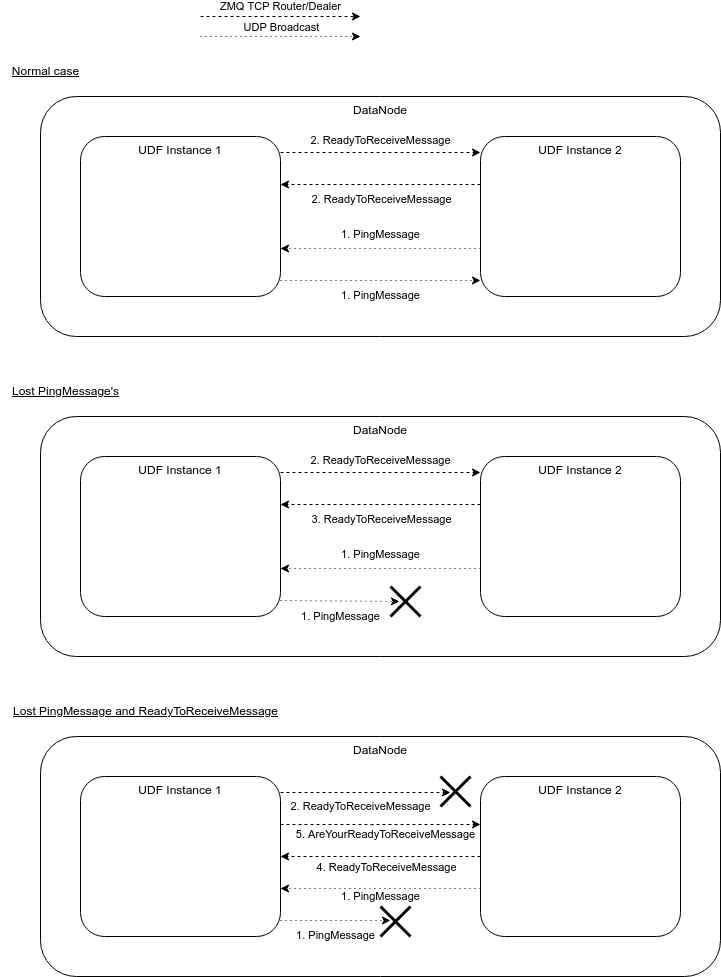 ZMQ TCP Router/Dealer
UDP Broadcast
Normal case
DataNode
UDF Instance 1
2. ReadyToReceiveMessage
UDF Instance 2
2. ReadyToReceiveMessage
1. PingMessage
1. PingMessage
Lost PingMessage's
DataNode
UDF Instance 1
2. ReadyToReceiveMessage
UDF Instance 2
3. ReadyToReceiveMessage
1. PingMessage
1. PingMessage
Lost PingMessage and ReadyToReceiveMessage
DataNode
UDF Instance 1
UDF Instance 2
2. ReadyToReceiveMessage
5. AreYourReadyToReceiveMessage
4. ReadyToReceiveMessage
1. PingMessage
1. PingMessage